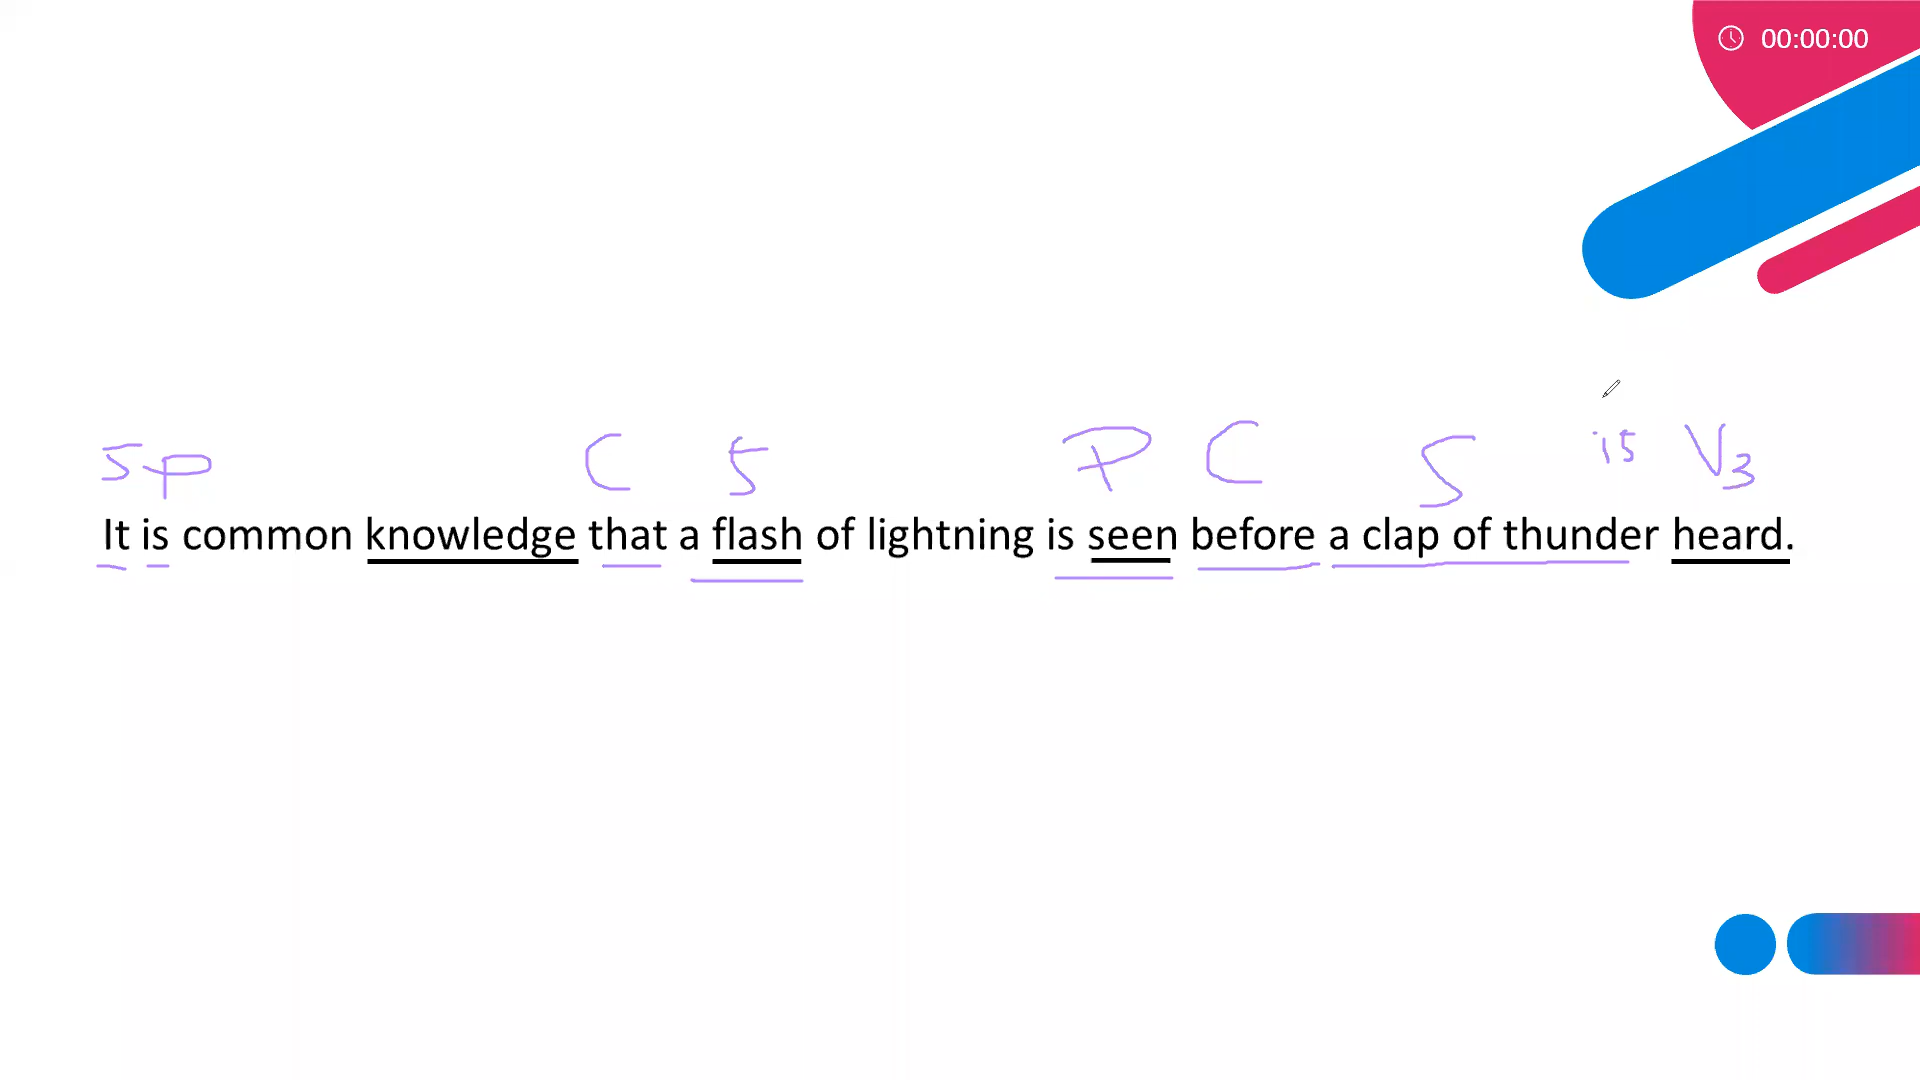 00:00:00
S P C S P C S is V3
It is common knowledge that a flash of lightning is seen before a clap of thunder heard.